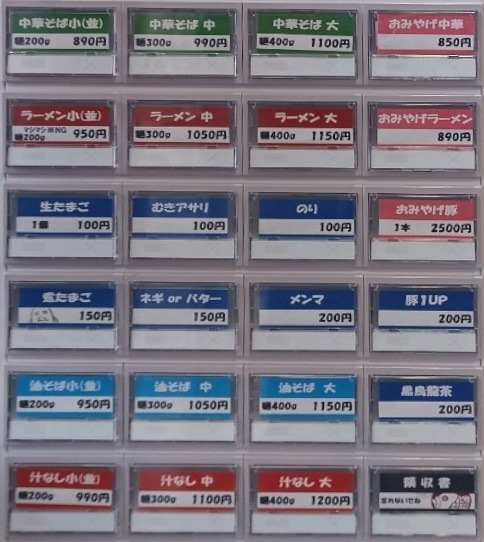 中華そば小(並)
麺200g 890円
中華そば 中
麺300g 990円
中華そば 大
麺400g 1100円
おみやげ中華
850円
ラーメン小(並)
マシマシ券NG
麺200g 950円
ラーメン 中
麺300g 1050円
ラーメン 大
麺400g 1150円
おみやげラーメン
890円
生たまご
1個 100円
むきアサリ
100円
のり
100円
おみやげ豚
1本 2500円
煮たまご
150円
ネギ or バター
150円
メンマ
200円
豚1UP
200円
油そば小(並)
麺200g 950円
油そば 中
麺300g 1050円
油そば 大
麺400g 1150円
黒烏龍茶
200円
汁なし小(並)
麺200g 990円
汁なし 中
麺300g 1100円
汁なし 大
麺400g 1200円
領収書